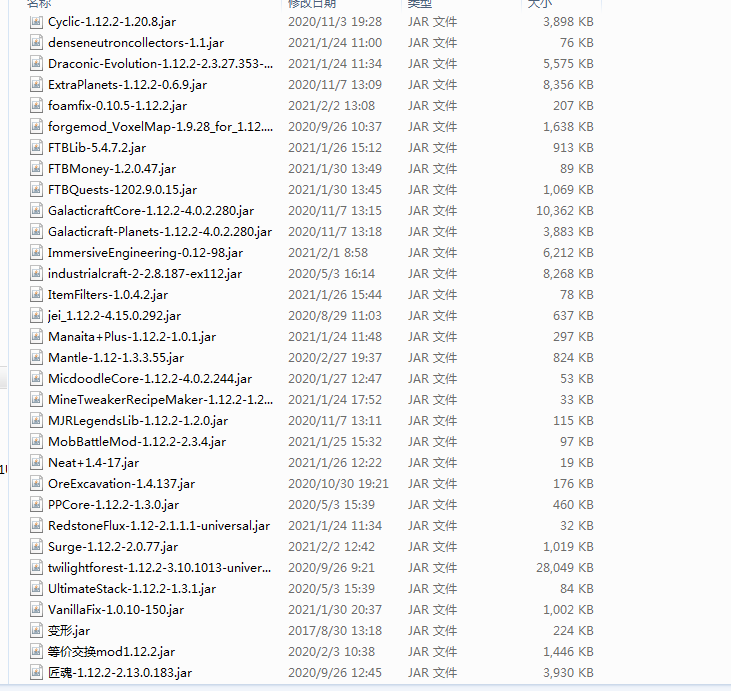 名称 修改日期 类型 大小
Cyclic-1.12.2-1.20.8.jar 2020/11/3 19:28 JAR 文件 3,898 KB
denseneutroncollectors-1.1.jar 2021/1/24 11:00 JAR 文件 76 KB
Draconic-Evolution-1.12.2-2.3.27.353-... 2021/1/24 11:34 JAR 文件 5,575 KB
ExtraPlanets-1.12.2-0.6.9.jar 2020/11/7 13:09 JAR 文件 8,356 KB
foamfix-0.10.5-1.12.2.jar 2021/2/2 13:08 JAR 文件 207 KB
forgemod_VoxelMap-1.9.28_for_1.12.... 2020/9/26 10:37 JAR 文件 1,638 KB
FTBLib-5.4.7.2.jar 2021/1/26 15:12 JAR 文件 913 KB
FTBMoney-1.2.0.47.jar 2021/1/30 13:49 JAR 文件 89 KB
FTBQuests-1202.9.0.15.jar 2021/1/30 13:45 JAR 文件 1,069 KB
GalacticraftCore-1.12.2-4.0.2.280.jar 2020/11/7 13:15 JAR 文件 10,362 KB
Galacticraft-Planets-1.12.2-4.0.2.280.jar 2020/11/7 13:18 JAR 文件 3,883 KB
ImmersiveEngineering-0.12-98.jar 2021/2/1 8:58 JAR 文件 6,212 KB
industrialcraft-2-2.8.187-ex112.jar 2020/5/3 16:14 JAR 文件 8,268 KB
ItemFilters-1.0.4.2.jar 2021/1/26 15:44 JAR 文件 78 KB
jei_1.12.2-4.15.0.292.jar 2020/8/29 11:03 JAR 文件 637 KB
Manaita+Plus-1.12.2-1.0.1.jar 2021/1/24 11:48 JAR 文件 297 KB
Mantle-1.12-1.3.3.55.jar 2020/2/27 19:37 JAR 文件 824 KB
MicdoodleCore-1.12.2-4.0.2.244.jar 2020/1/27 12:47 JAR 文件 53 KB
MineTweakerRecipeMaker-1.12.2-1.2... 2021/1/24 17:52 JAR 文件 33 KB
MJRLegendsLib-1.12.2-1.2.0.jar 2020/11/7 13:11 JAR 文件 115 KB
MobBattleMod-1.12.2-2.3.4.jar 2021/1/25 15:32 JAR 文件 97 KB
Neat+1.4-17.jar 2021/1/26 12:22 JAR 文件 19 KB
OreExcavation-1.4.137.jar 2020/10/30 19:21 JAR 文件 176 KB
PPCore-1.12.2-1.3.0.jar 2020/5/3 15:39 JAR 文件 460 KB
RedstoneFlux-1.12-2.1.1.1-universal.jar 2021/1/24 11:34 JAR 文件 32 KB
Surge-1.12.2-2.0.77.jar 2021/2/2 12:42 JAR 文件 1,019 KB
twilightforest-1.12.2-3.10.1013-univer... 2020/9/26 9:21 JAR 文件 28,049 KB
UltimateStack-1.12.2-1.3.1.jar 2020/5/3 15:39 JAR 文件 84 KB
VanillaFix-1.0.10-150.jar 2021/1/30 20:37 JAR 文件 1,002 KB
变形.jar 2017/8/30 13:18 JAR 文件 224 KB
等价交换mod1.12.2.jar 2020/2/3 10:38 JAR 文件 1,446 KB
匠魂-1.12.2-2.13.0.183.jar 2020/9/26 12:45 JAR 文件 3,930 KB